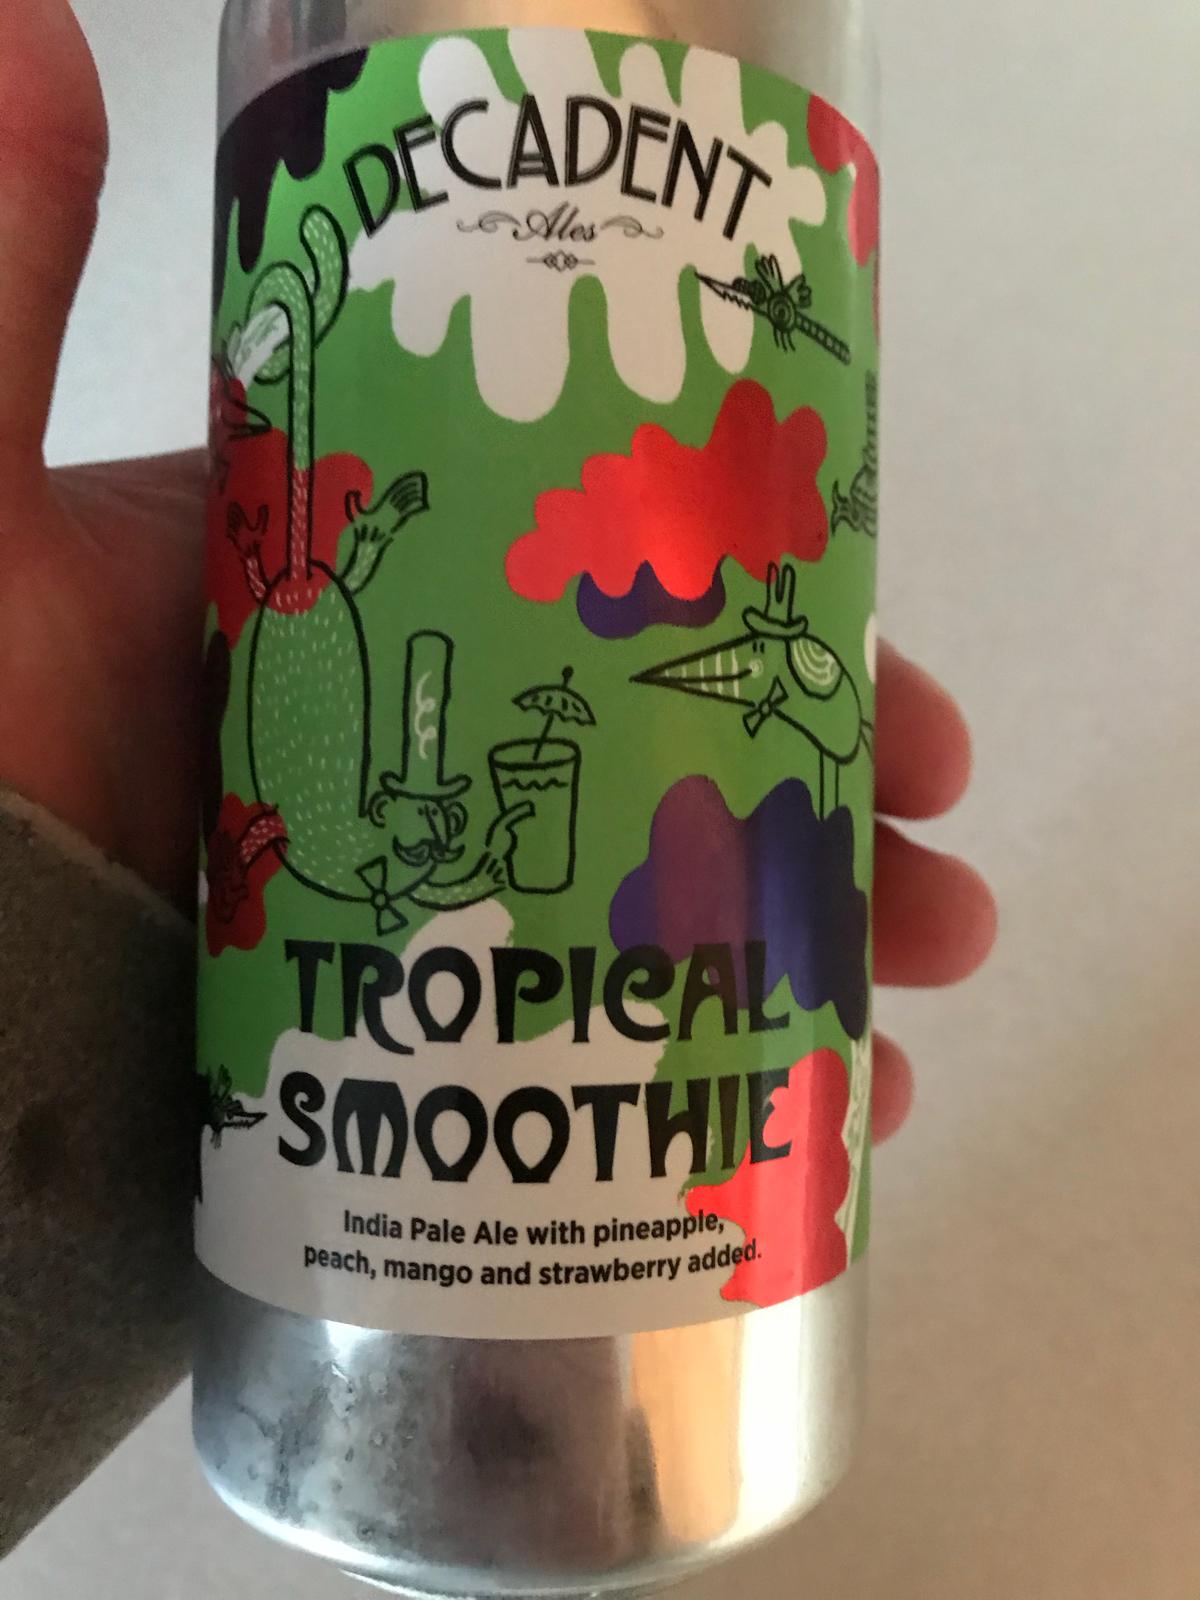 DECADENT
Ales
TROPICAL
SMOOTHIE
India Pale Ale with pineapple,
peach, mango and strawberry added.